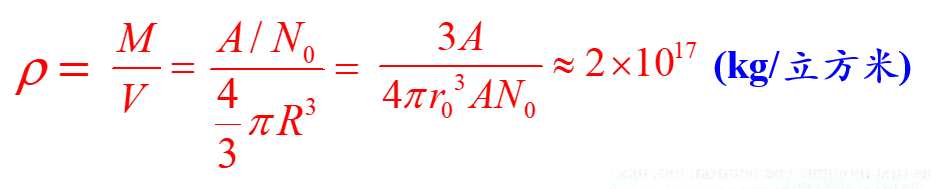 ρ = M/V = (A / N₀)/(4/3 πR³) = 3A/(4πr₀³AN₀) ≈ 2×10¹⁷ (kg/立方米)